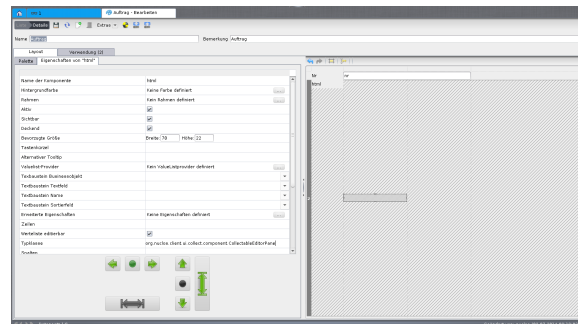 Auftrag - Bearbeiten
Details
Extras
Name Auftrag
Bemerkung Auftrag
Layout
Verwendung (2)
Palette
Eigenschaften von "html"
Name der Komponente
html
Hintergrundfarbe
Keine Farbe definiert
Rahmen
Kein Rahmen definiert
Aktiv
Sichtbar
Deckend
Bevorzugte Größe
Breite: 70
Höhe: 22
Tastenkürzel
Alternativer Tooltip
Valuelist-Provider
Kein ValueListprovider definiert
Textbaustein Businessobjekt
Textbaustein Textfeld
Textbaustein Name
Textbaustein Sortierfeld
Erweiterte Eigenschaften
Keine Eigenschaften definiert
Zeilen
Werteliste editierbar
Typklasse
org.nuclos.client.ui.collect.component.CollectableEditorPane
Spalten
Nr.
nr
html